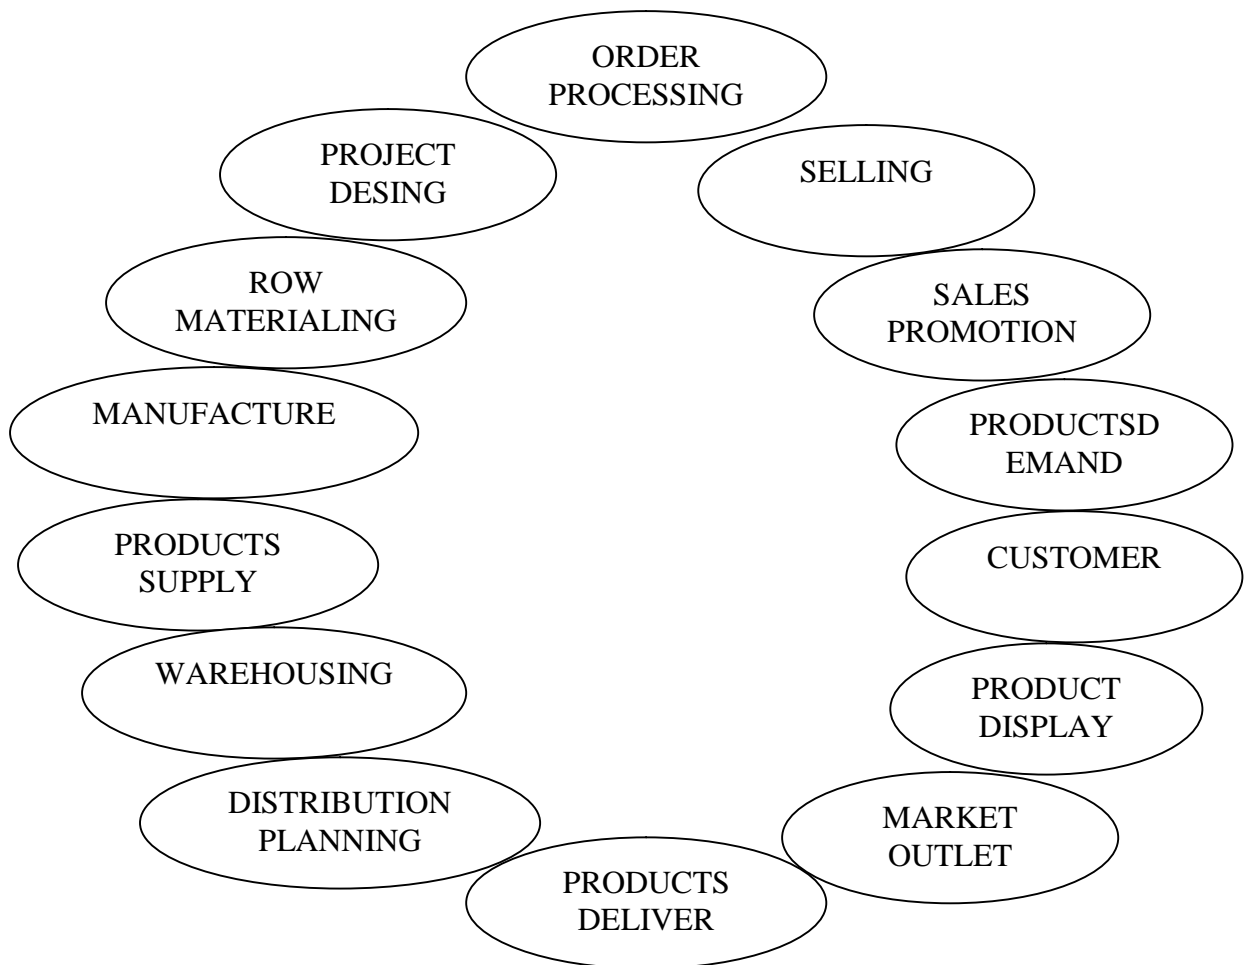 ORDER
PROCESSING
PROJECT
DESING
SELLING
ROW
MATERIALING
SALES
PROMOTION
MANUFACTURE
PRODUCTSD
EMAND
PRODUCTS
SUPPLY
CUSTOMER
WAREHOUSING
PRODUCT
DISPLAY
DISTRIBUTION
PLANNING
MARKET
OUTLET
PRODUCTS
DELIVER